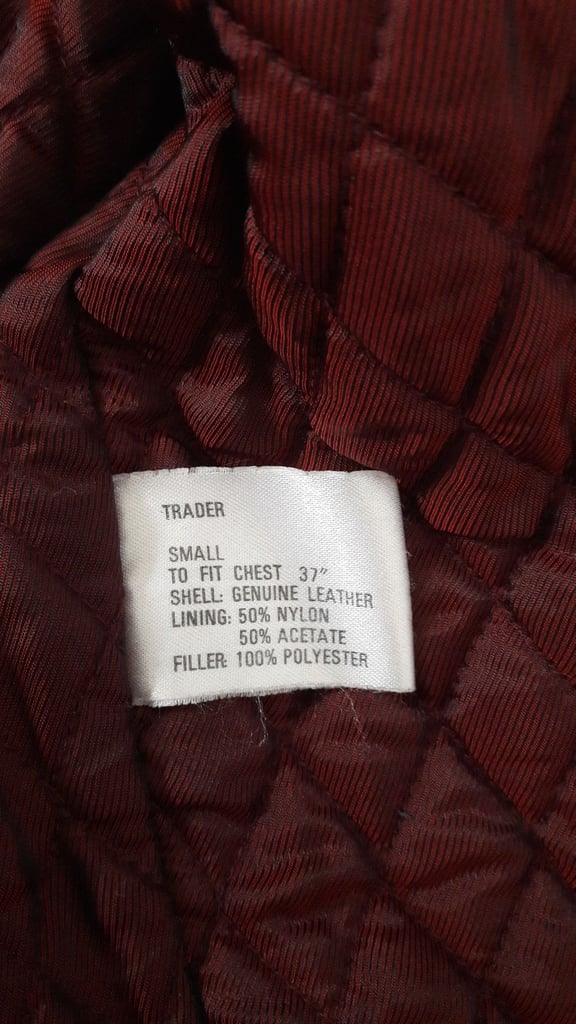 TRADER
SMALL
TO FIT CHEST 37"
SHELL: GENUINE LEATHER
LINING: 50% NYLON
50% ACETATE
FILLER: 100% POLYESTER